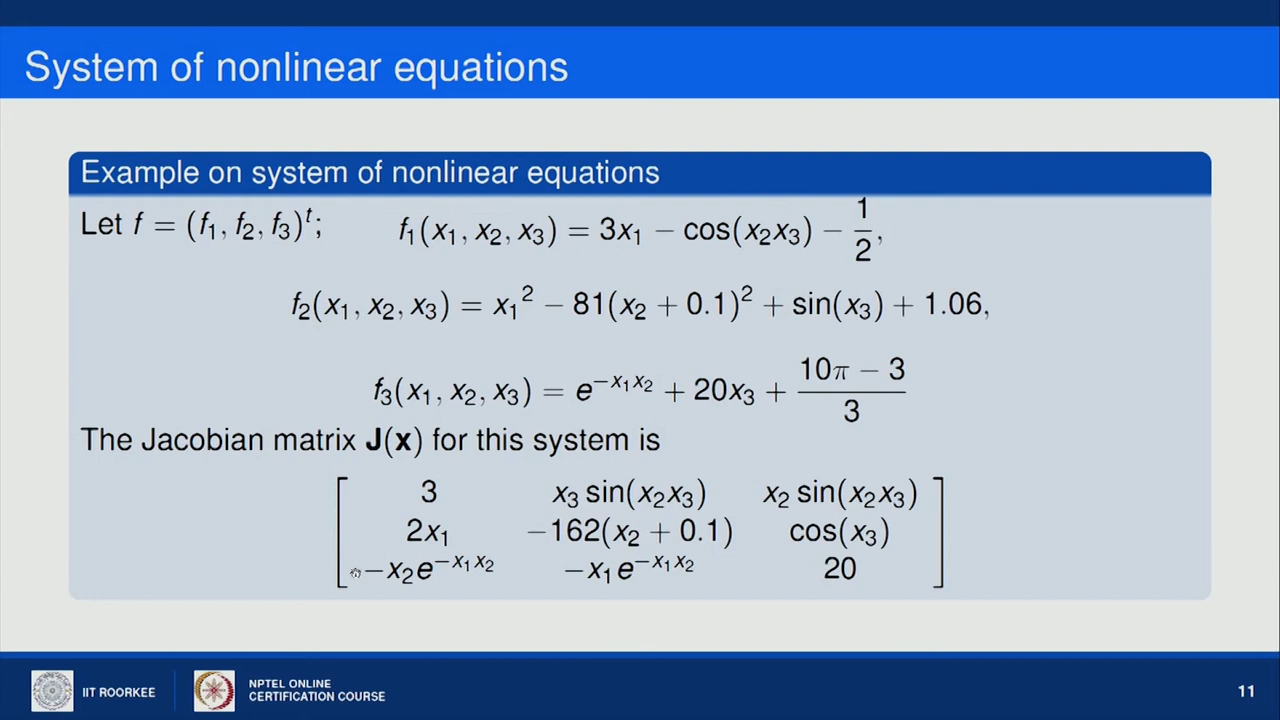 System of nonlinear equations
Example on system of nonlinear equations
Let f = (f₁, f₂, f₃)ᵗ; f₁(x₁, x₂, x₃) = 3x₁ − cos(x₂x₃) − 1/2,
f₂(x₁, x₂, x₃) = x₁² − 81(x₂ + 0.1)² + sin(x₃) + 1.06,
f₃(x₁, x₂, x₃) = e^{−x₁x₂} + 20x₃ + (10π − 3)/3
The Jacobian matrix J(x) for this system is
[ 3 x₃ sin(x₂x₃) x₂ sin(x₂x₃)
2x₁ −162(x₂ + 0.1) cos(x₃)
−x₂e^{−x₁x₂} −x₁e^{−x₁x₂} 20 ]
IIT ROORKEE
NPTEL ONLINE
CERTIFICATION COURSE
11